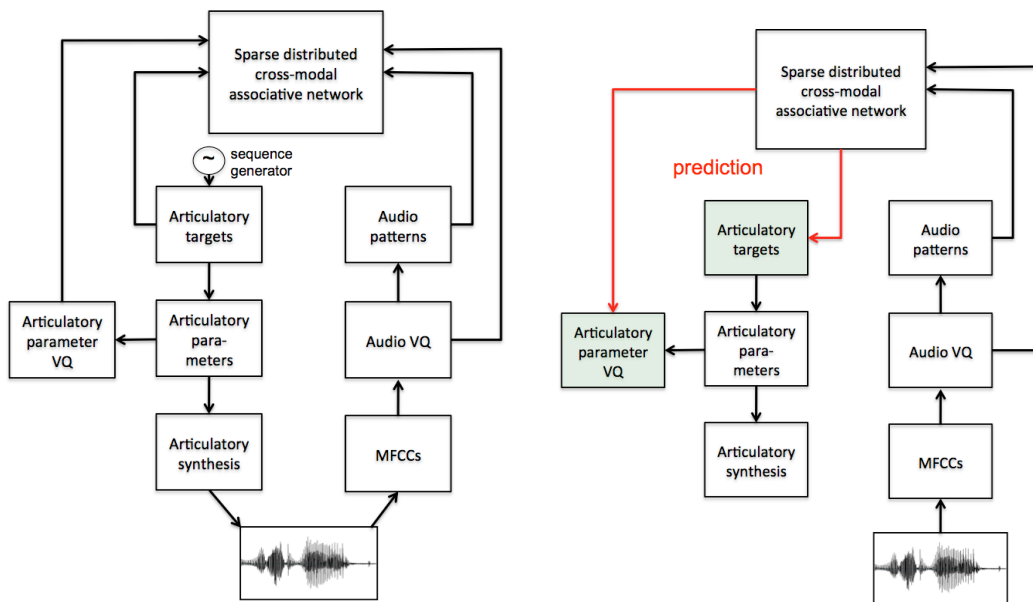 Sparse distributed
cross-modal
associative network
~
sequence
generator
Articulatory
targets
Audio
patterns
Articulatory
parameter
VQ
Articulatory
para-
meters
Audio VQ
Articulatory
synthesis
MFCCs
Sparse distributed
cross-modal
associative network
prediction
Articulatory
targets
Audio
patterns
Articulatory
parameter
VQ
Articulatory
para-
meters
Audio VQ
Articulatory
synthesis
MFCCs